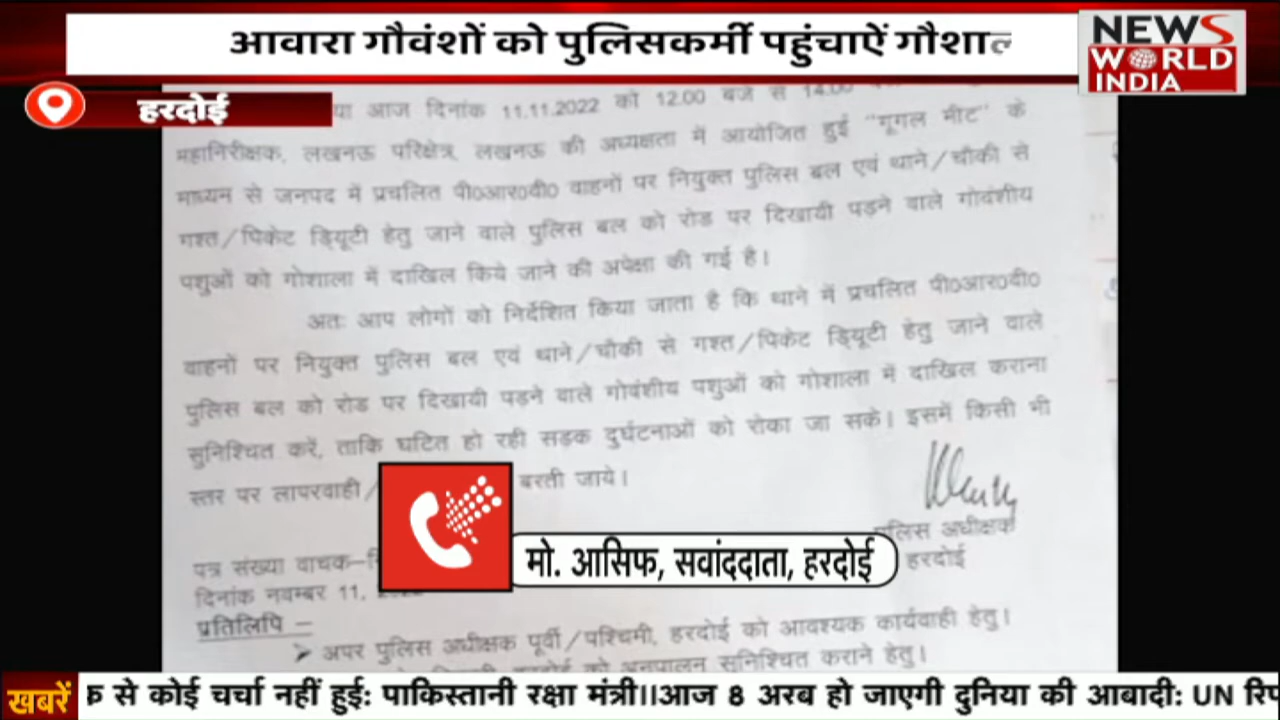 आवारा गौवंशों को पुलिसकर्मी पहुंचाऐं गौशाल
NEWS
WORLD
INDIA
हरदोई
या आज दिनांक 11.11.2022 को 12.00 बजे से 14.00
महानिरीक्षक, लखनऊ परिक्षेत्र, लखनऊ की अध्यक्षता में आयोजित हुई "गूगल मीट" के
माध्यन से जनपद में प्रचलित पी0आर0वी0 वाहनों पर नियुक्त पुलिस बल एवं थाने/चौकी से
गश्त/पिकेट डि्यूटी हेतु जाने वाले पुलिस बल को रोड पर दिखायी पड़ने वाले गोवंशीय
पशुओं को गोशाला में दाखिल किये जाने की अपेक्षा की गई है।
अतः आप लोगों को निर्देशित किया जाता है कि थाने में प्रचलित पी0आर0वी0
वाहनों पर नियुक्त पुलिस बल एवं थाने/चौकी से गश्त/पिकेट डि्यूटी हेतु जाने वाले
पुलिस बल को रोड पर दिखायी पड़ने वाले गोवंशीय पशुओं को गोशाला में दाखिल कराना
सुनिश्चित करें, ताकि घटित हो रही सड़क दुर्घटनाओं को रोका जा सके। इसमें किसी भी
स्तर पर लापरवाही/ बरती जाये।
पुलिस अधीक्षक
हरदोई
मो. आसिफ, सवांददाता, हरदोई
पत्र संख्या वाचक–
दिनांक नवम्बर 11,
प्रतिलिपि –
➢ अपर पुलिस अधीक्षक पूर्वी/पश्चिमी, हरदोई को आवश्यक कार्यवाही हेतु।
हरदोई को अनुपालन सुनिश्चित कराने हेतु।
खबरें
क से कोई चर्चा नहीं हुई: पाकिस्तानी रक्षा मंत्री।।आज 8 अरब हो जाएगी दुनिया की आबादी: UN रिप